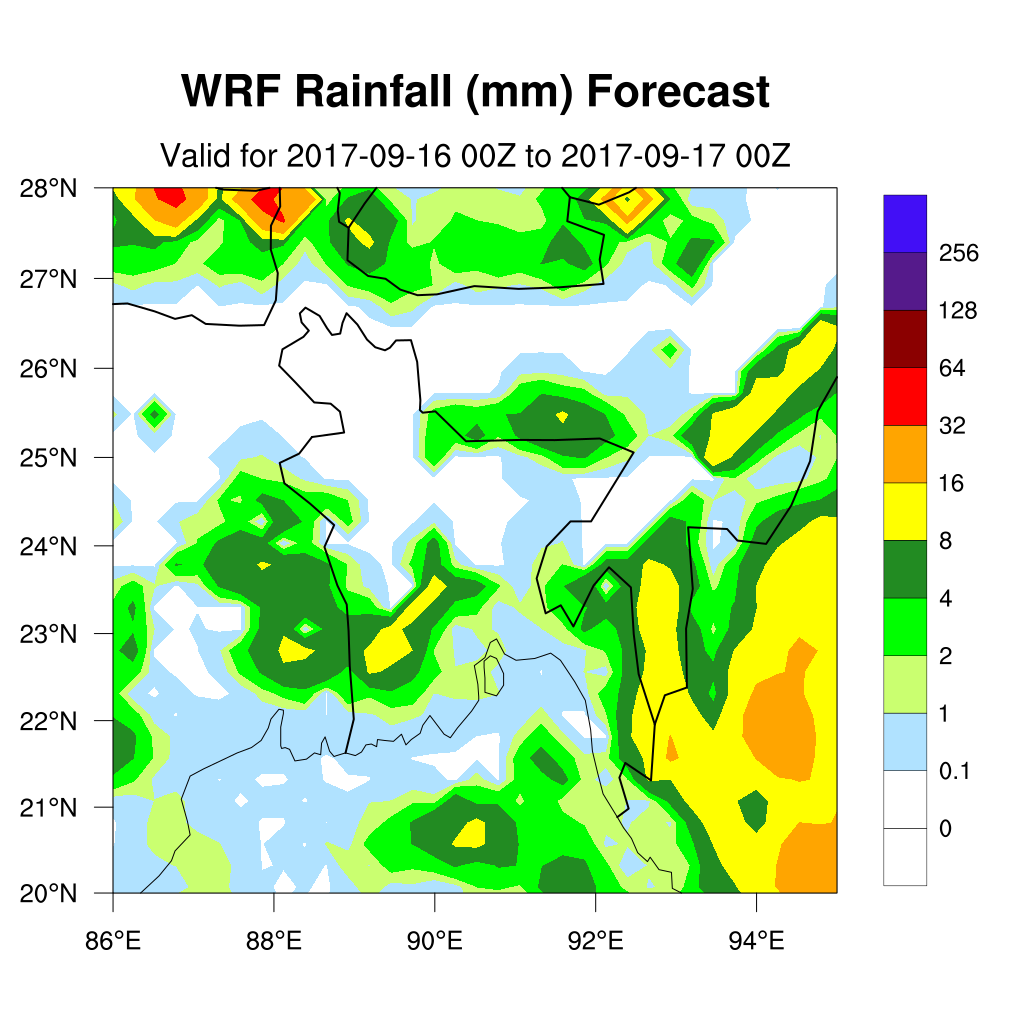 WRF Rainfall (mm) Forecast
Valid for 2017-09-16 00Z to 2017-09-17 00Z
28°N
27°N
26°N
25°N
24°N
23°N
22°N
21°N
20°N
86°E 88°E 90°E 92°E 94°E
256
128
64
32
16
8
4
2
1
0.1
0